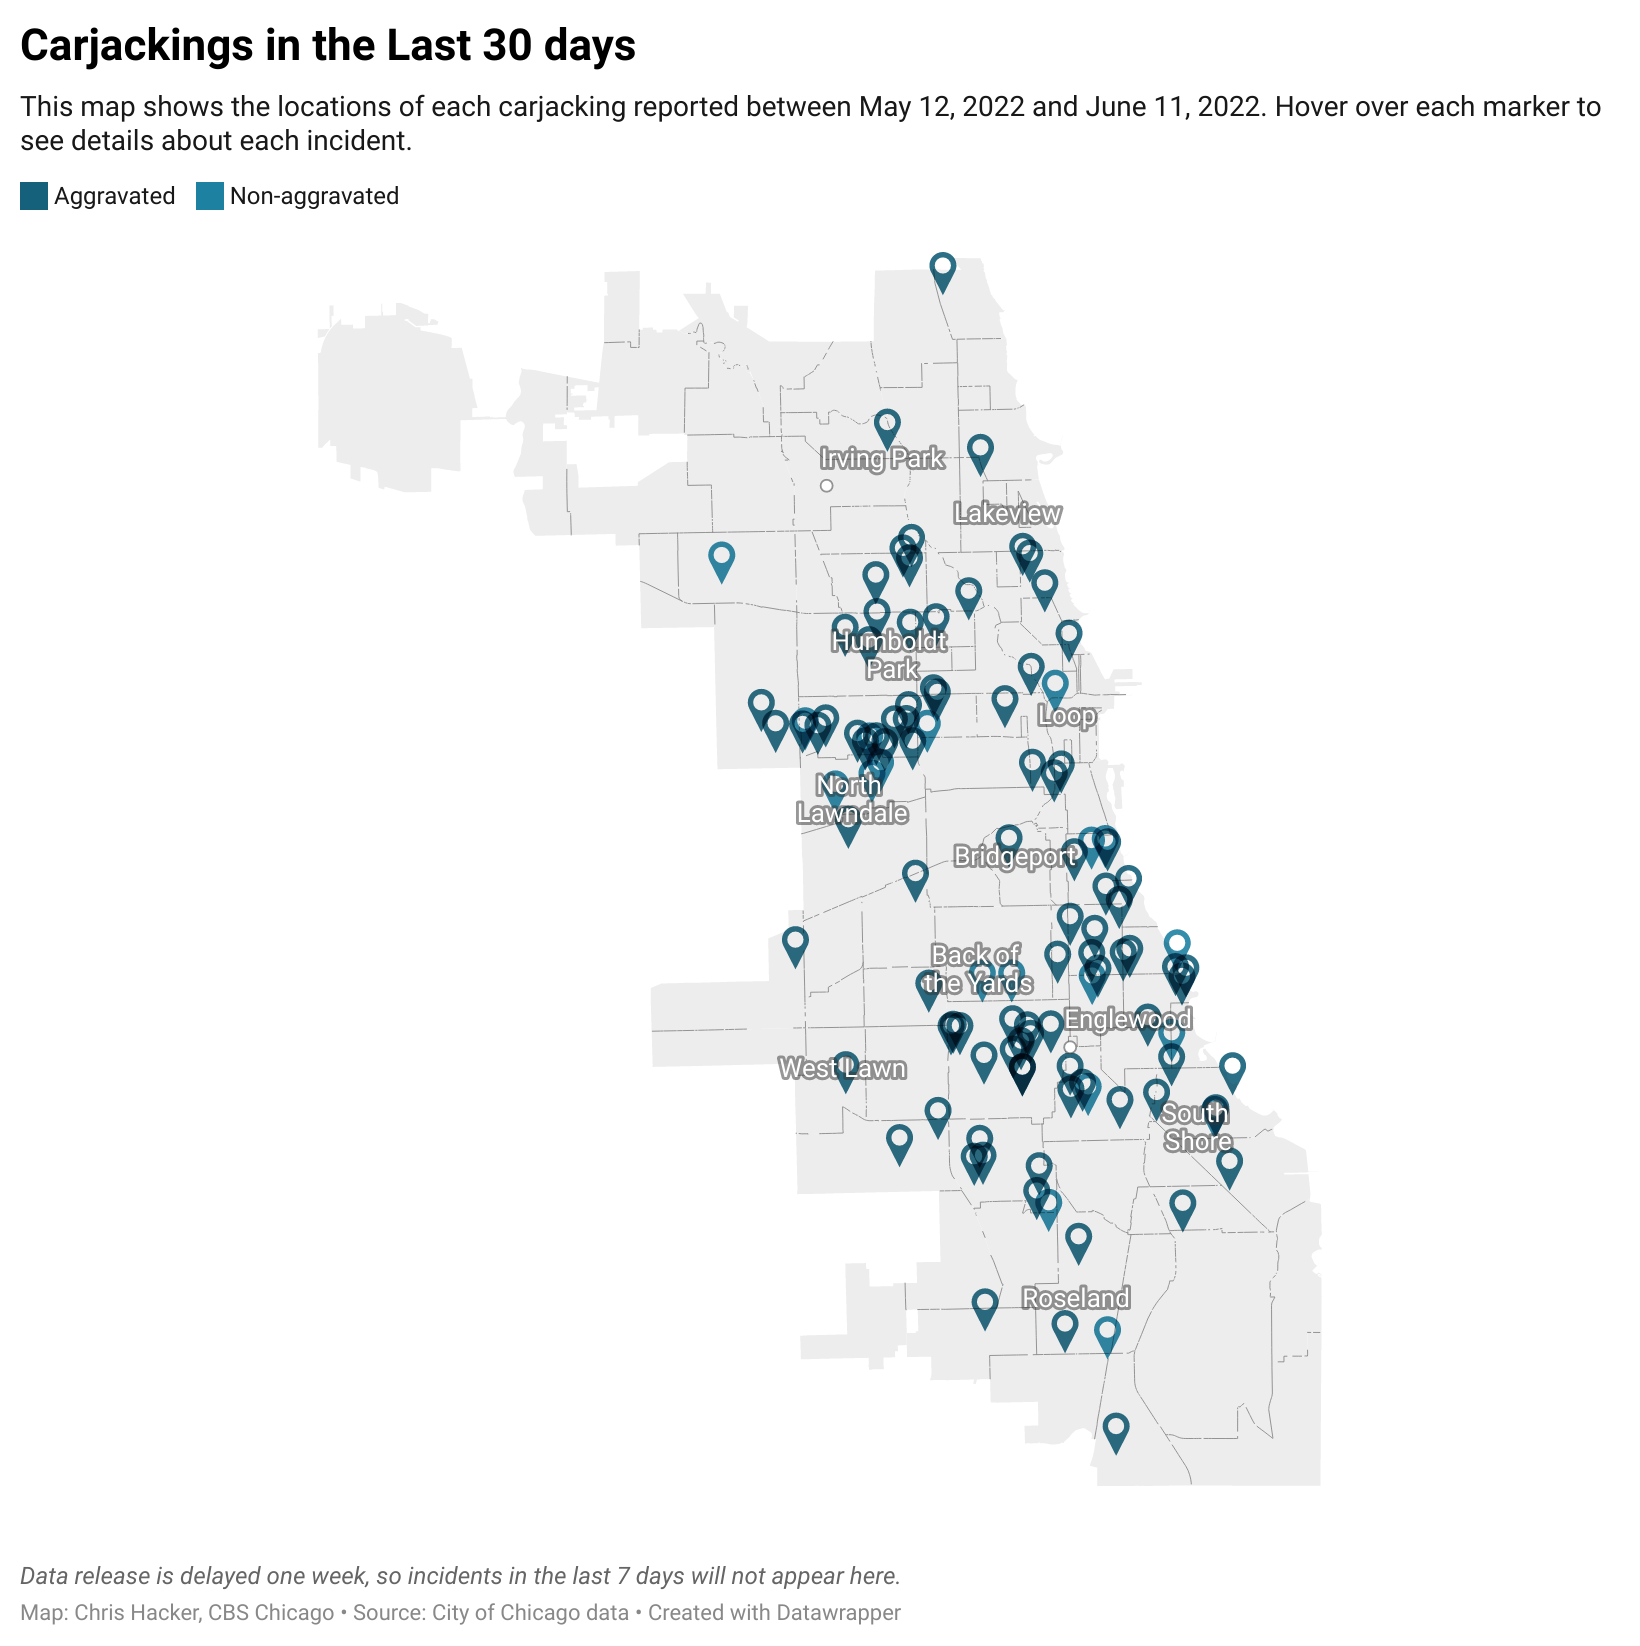 Carjackings in the Last 30 days
This map shows the locations of each carjacking reported between May 12, 2022 and June 11, 2022. Hover over each marker to
see details about each incident.
Aggravated Non-aggravated
Irving Park
Lakeview
Humboldt
Park
Loop
North
Lawndale
Bridgeport
Back of
the Yards
Englewood
West Lawn
South
Shore
Roseland
Data release is delayed one week, so incidents in the last 7 days will not appear here.
Map: Chris Hacker, CBS Chicago • Source: City of Chicago data • Created with Datawrapper